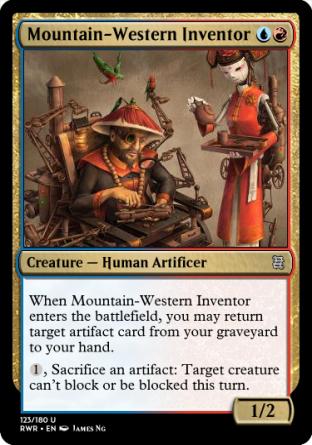 Mountain-Western Inventor
Creature — Human Artificer
When Mountain-Western Inventor
enters the battlefield, you may return
target artifact card from your graveyard
to your hand.
1, Sacrifice an artifact: Target creature
can't block or be blocked this turn.
1/2
123/180 U
RWR • EN James Ng